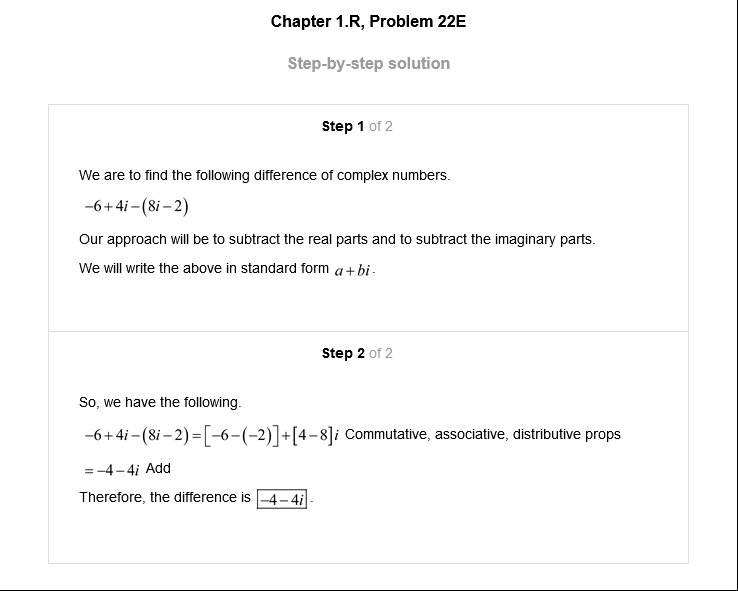 Chapter 1.R, Problem 22E
Step-by-step solution
Step 1 of 2
We are to find the following difference of complex numbers.
−6+4i−(8i−2)
Our approach will be to subtract the real parts and to subtract the imaginary parts.
We will write the above in standard form a+bi.
Step 2 of 2
So, we have the following.
−6+4i−(8i−2)=[−6−(−2)]+[4−8]i Commutative, associative, distributive props
=−4−4i Add
Therefore, the difference is −4−4i.